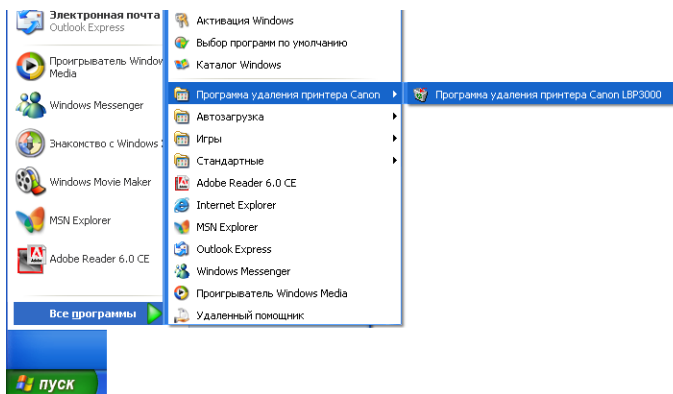 Электронная почта
Outlook Express
Проигрыватель Window
Media
Windows Messenger
Знакомство с Windows
Windows Movie Maker
MSN Explorer
Adobe Reader 6.0 CE
Все программы
пуск
Активация Windows
Выбор программ по умолчанию
Каталог Windows
Программа удаления принтера Canon
Автозагрузка
Игры
Стандартные
Adobe Reader 6.0 CE
Internet Explorer
MSN Explorer
Outlook Express
Windows Messenger
Проигрыватель Windows Media
Удаленный помощник
Программа удаления принтера Canon LBP3000